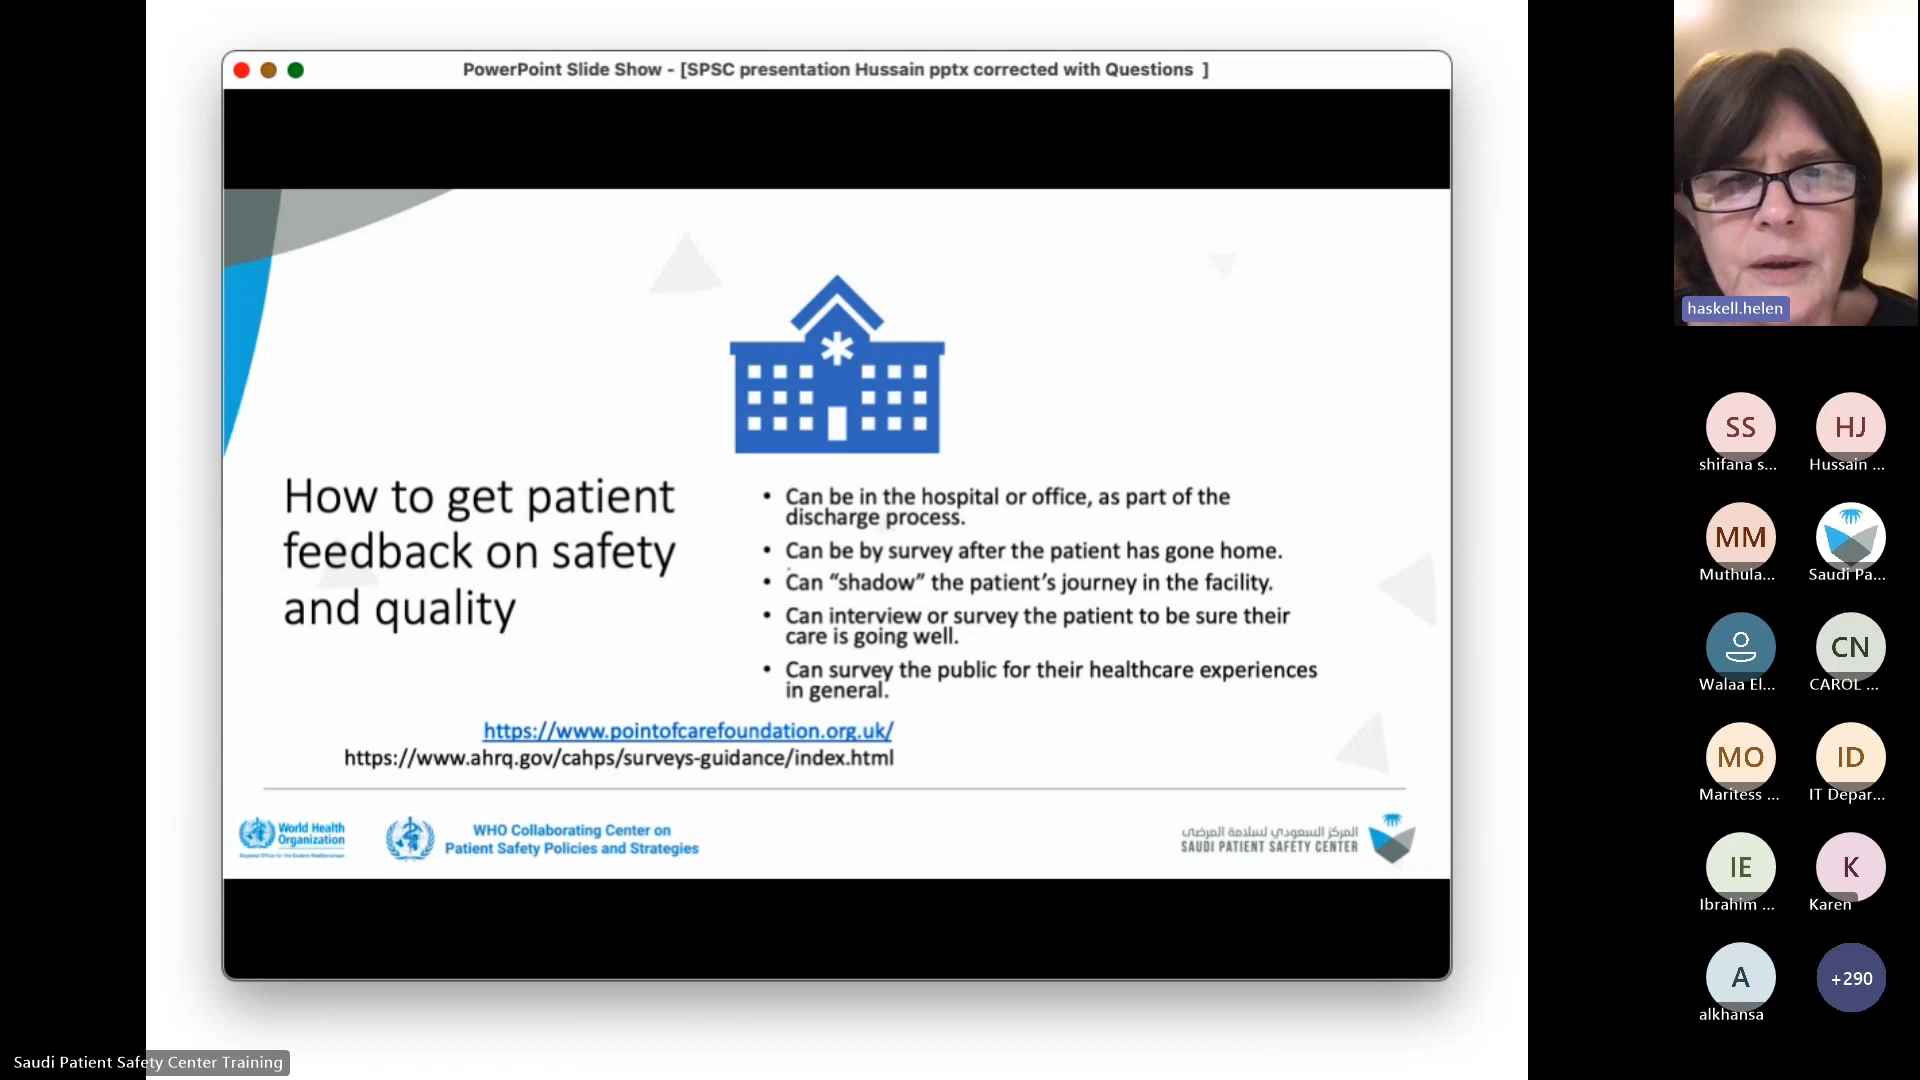 PowerPoint Slide Show - [SPSC presentation Hussain pptx corrected with Questions ]
How to get patient
feedback on safety
and quality
• Can be in the hospital or office, as part of the
discharge process.
• Can be by survey after the patient has gone home.
• Can “shadow” the patient’s journey in the facility.
• Can interview or survey the patient to be sure their
care is going well.
• Can survey the public for their healthcare experiences
in general.
https://www.pointofcarefoundation.org.uk/
https://www.ahrq.gov/cahps/surveys-guidance/index.html
World Health
Organization
Regional Office for the Eastern Mediterranean
WHO Collaborating Center on
Patient Safety Policies and Strategies
المركز السعودي لسلامة المرضى
SAUDI PATIENT SAFETY CENTER
haskell.helen
SS
shifana s...
HJ
Hussain ...
MM
Muthula...
Saudi Pa...
Walaa El...
CN
CAROL ...
MO
Maritess ...
ID
IT Depar...
IE
Ibrahim ...
K
Karen
A
alkhansa
+290
Saudi Patient Safety Center Training